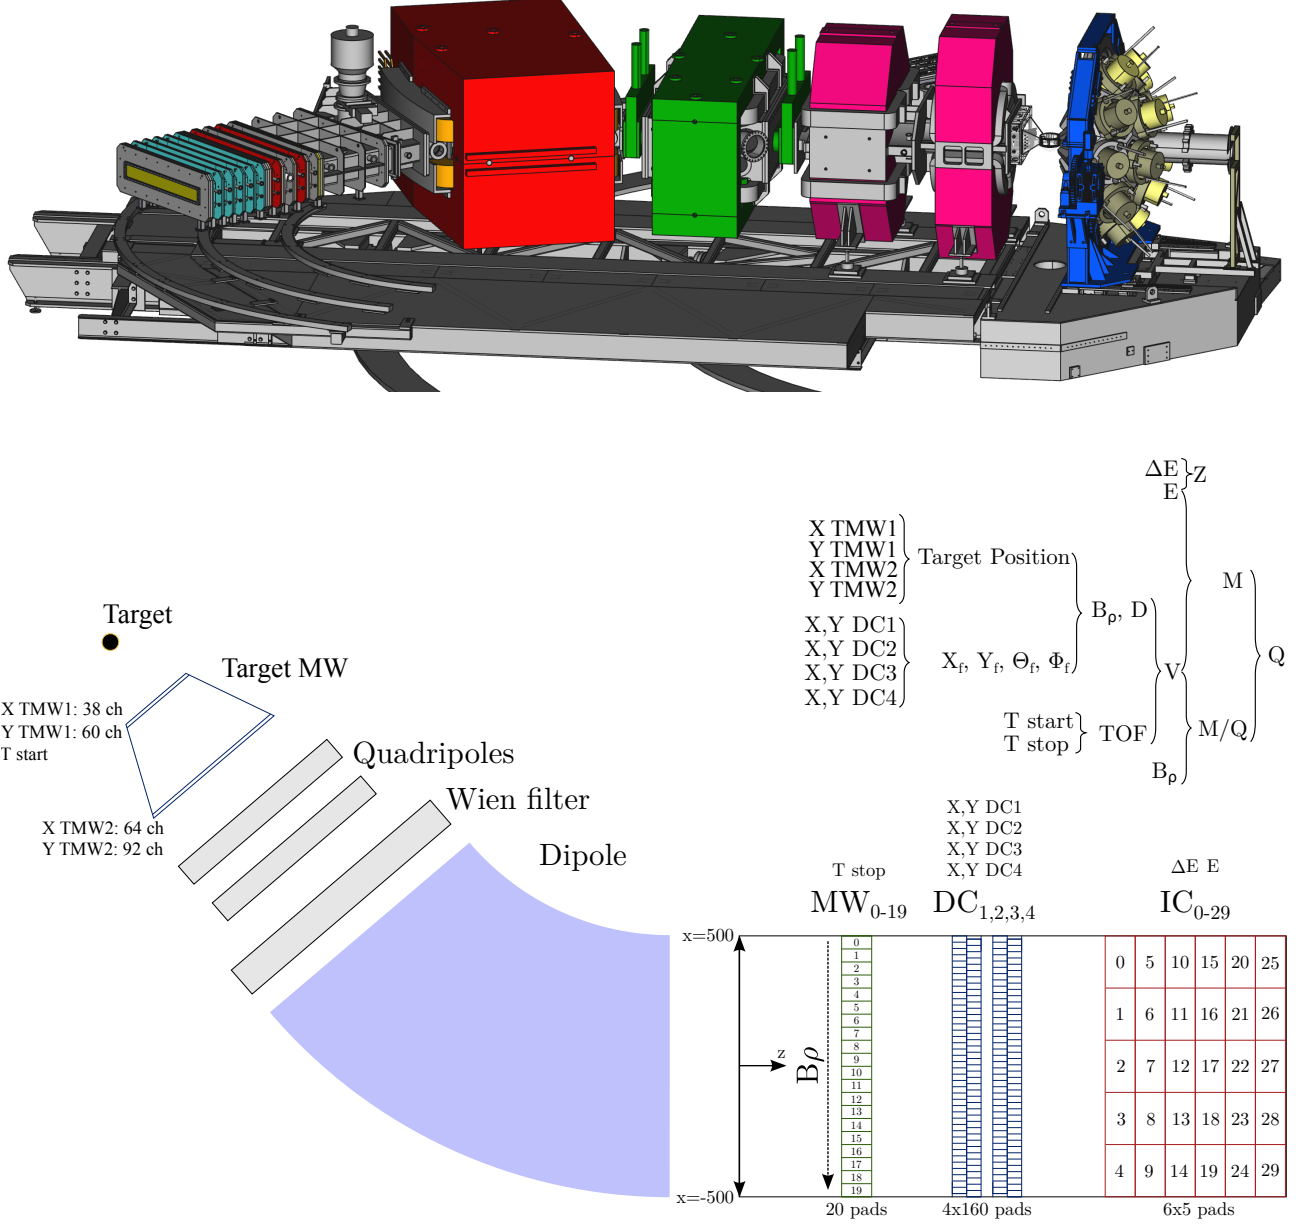 ΔE
E
Z
X TMW1
Y TMW1
X TMW2
Y TMW2
Target Position
M
Bρ, D
X,Y DC1
X,Y DC2
X,Y DC3
X,Y DC4
Xf, Yf, Θf, Φf
V
Q
T start
T stop
TOF
M/Q
Bρ
Target
Target MW
X TMW1: 38 ch
Y TMW1: 60 ch
T start
X TMW2: 64 ch
Y TMW2: 92 ch
Quadripoles
Wien filter
Dipole
X,Y DC1
X,Y DC2
X,Y DC3
X,Y DC4
T stop
ΔE E
MW0-19
DC1,2,3,4
IC0-29
x=500
z
Bρ
x=-500
0
1
2
3
4
5
6
7
8
9
10
11
12
13
14
15
16
17
18
19
0 5 10 15 20 25
1 6 11 16 21 26
2 7 12 17 22 27
3 8 13 18 23 28
4 9 14 19 24 29
20 pads
4x160 pads
6x5 pads